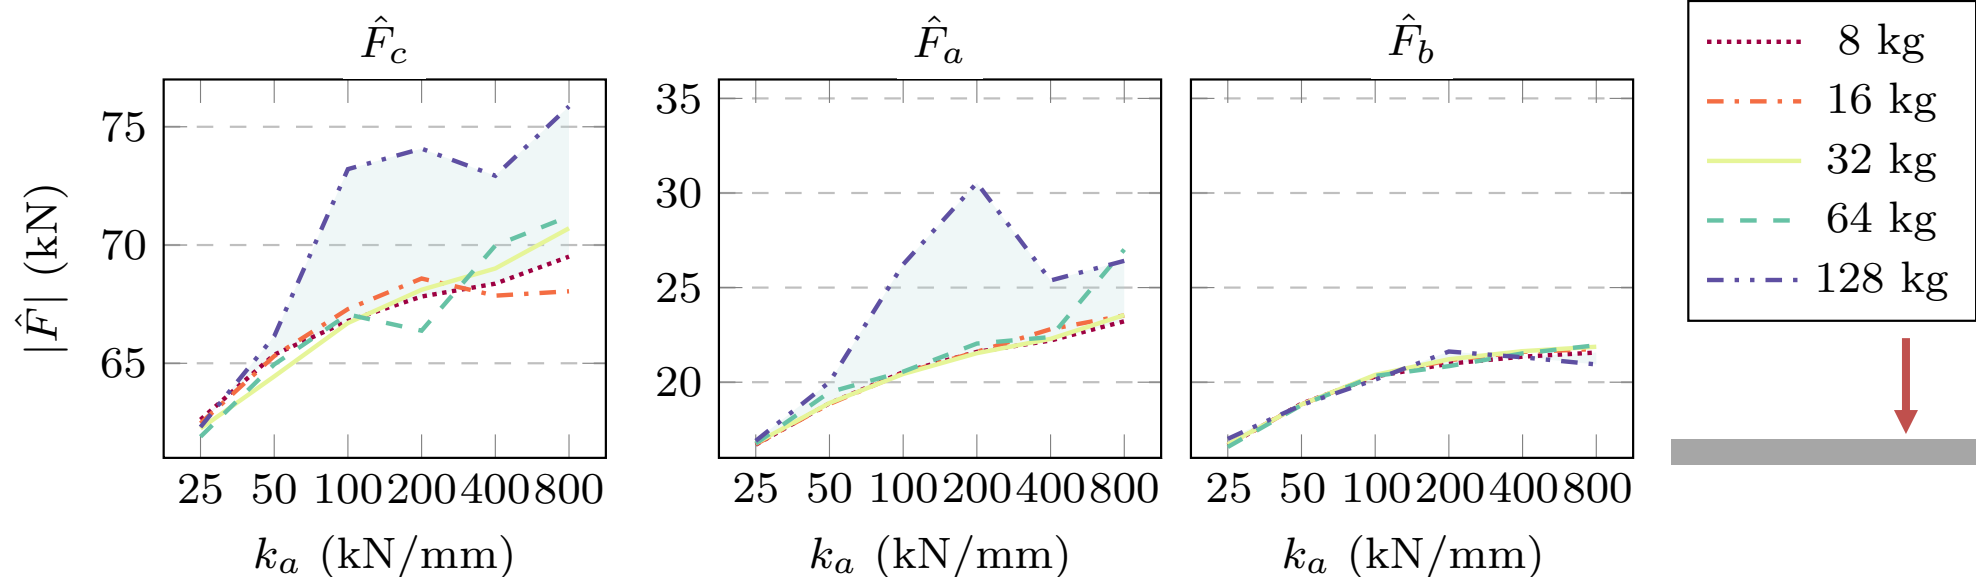 F̂c
75
70
65
|F̂| (kN)
25 50 100 200 400 800
ka (kN/mm)
F̂a
35
30
25
20
25 50 100 200 400 800
ka (kN/mm)
F̂b
25 50 100 200 400 800
ka (kN/mm)
8 kg
16 kg
32 kg
64 kg
128 kg